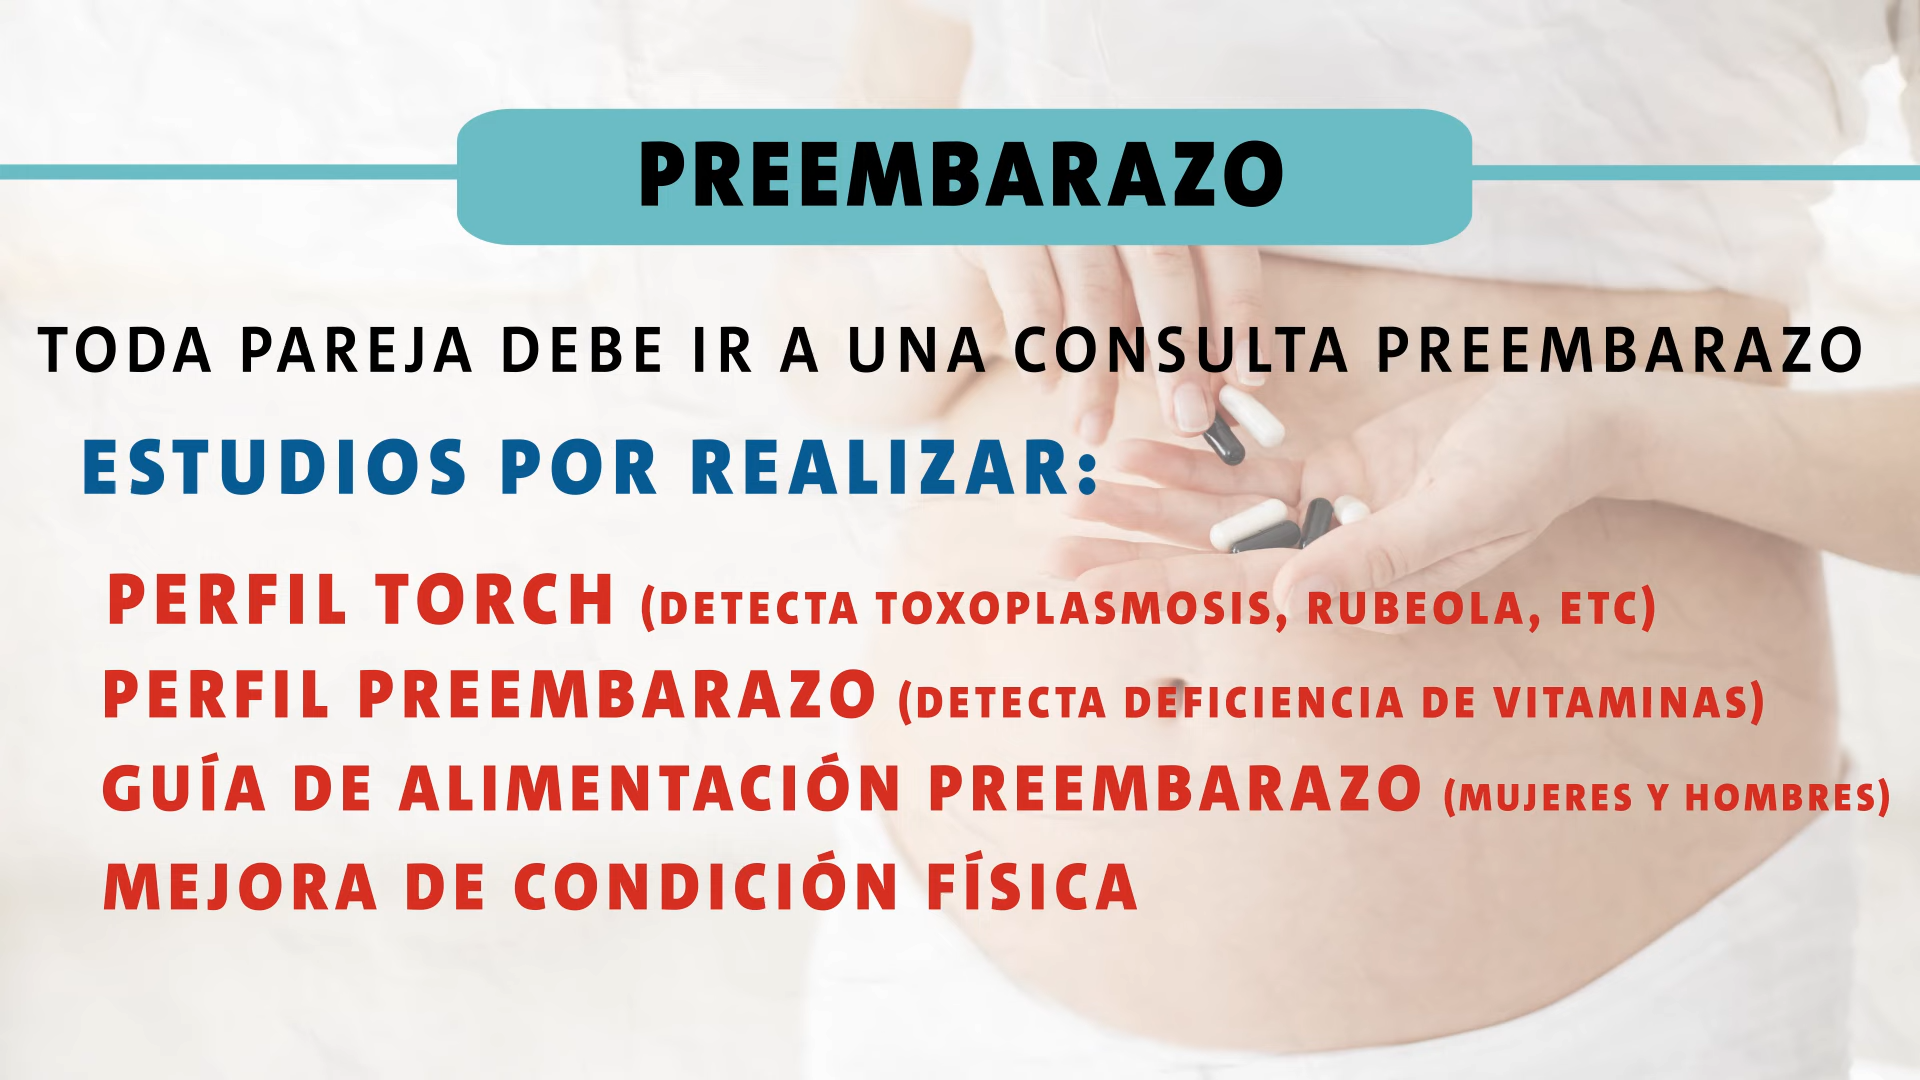 PREEMBARAZO
TODA PAREJA DEBE IR A UNA CONSULTA PREEMBARAZO
ESTUDIOS POR REALIZAR:
PERFIL TORCH (DETECTA TOXOPLASMOSIS, RUBEOLA, ETC)
PERFIL PREEMBARAZO (DETECTA DEFICIENCIA DE VITAMINAS)
GUÍA DE ALIMENTACIÓN PREEMBARAZO (MUJERES Y HOMBRES)
MEJORA DE CONDICIÓN FÍSICA